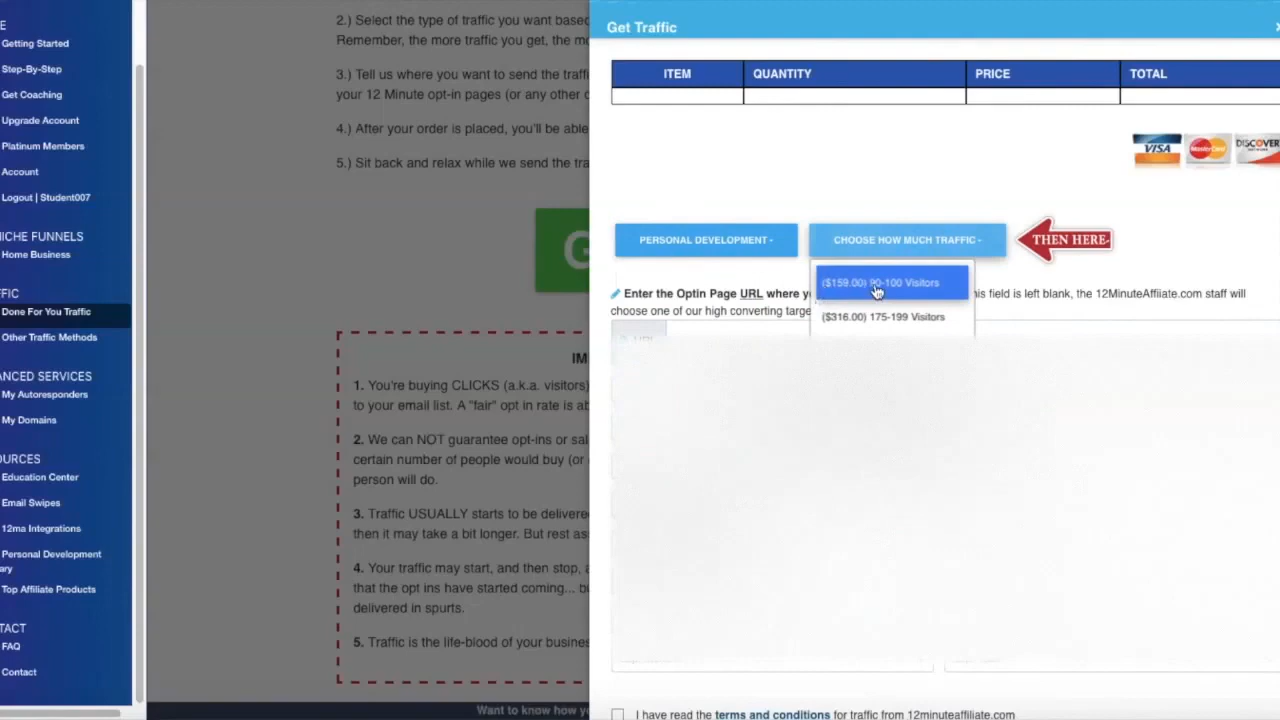 E
Getting Started
Step-By-Step
Get Coaching
Upgrade Account
Platinum Members
Account
Logout | Student007
ICHE FUNNELS
Home Business
FIC
Done For You Traffic
Other Traffic Methods
ANCED SERVICES
My Autoresponders
My Domains
OURCES
Education Center
Email Swipes
12ma Integrations
Personal Development
ary
Top Affiliate Products
TACT
FAQ
Contact
2.) Select the type of traffic you want based
Remember, the more traffic you get, the mo
3.) Tell us where you want to send the traffi
your 12 Minute opt-in pages (or any other o
4.) After your order is placed, you'll be able
5.) Sit back and relax while we send the tra
G
IM
1. You're buying CLICKS (a.k.a. visitors)
to your email list. A "fair" opt in rate is ab
2. We can NOT guarantee opt-ins or sal
certain number of people would buy (or
person will do.
3. Traffic USUALLY starts to be delivere
then it may take a bit longer. But rest ass
4. Your traffic may start, and then stop, a
that the opt ins have started coming... bu
delivered in spurts.
5. Traffic is the life-blood of your busine
Want to know how yo
Get Traffic
ITEM QUANTITY PRICE TOTAL
VISA MasterCard DISCOVER
PERSONAL DEVELOPMENT - CHOOSE HOW MUCH TRAFFIC - THEN HERE-
($159.00) 90-100 Visitors
($316.00) 175-199 Visitors
Enter the Optin Page URL where y his field is left blank, the 12MinuteAffiiate.com staff will
choose one of our high converting targe
URL
I have read the terms and conditions for traffic from 12minuteaffiliate.com